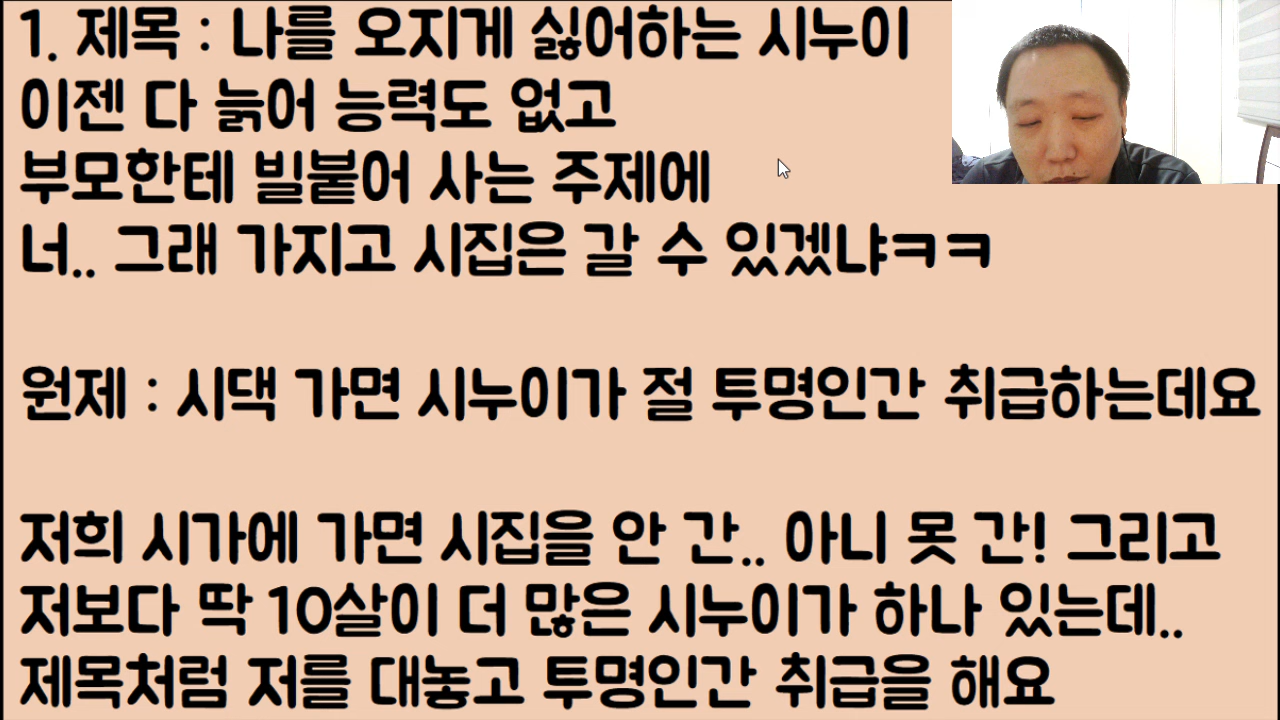 1. 제목 : 나를 오지게 싫어하는 시누이
이젠 다 늙어 능력도 없고
부모한테 빌붙어 사는 주제에
너.. 그래 가지고 시집은 갈 수 있겠냐ㅋㅋ
원제 : 시댁 가면 시누이가 절 투명인간 취급하는데요
저희 시가에 가면 시집을 안 간.. 아니 못 간! 그리고
저보다 딱 10살이 더 많은 시누이가 하나 있는데..
제목처럼 저를 대놓고 투명인간 취급을 해요